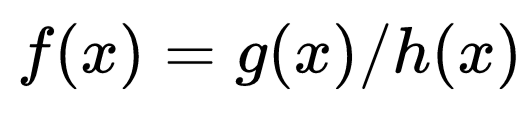 f(x) = g(x)/h(x)